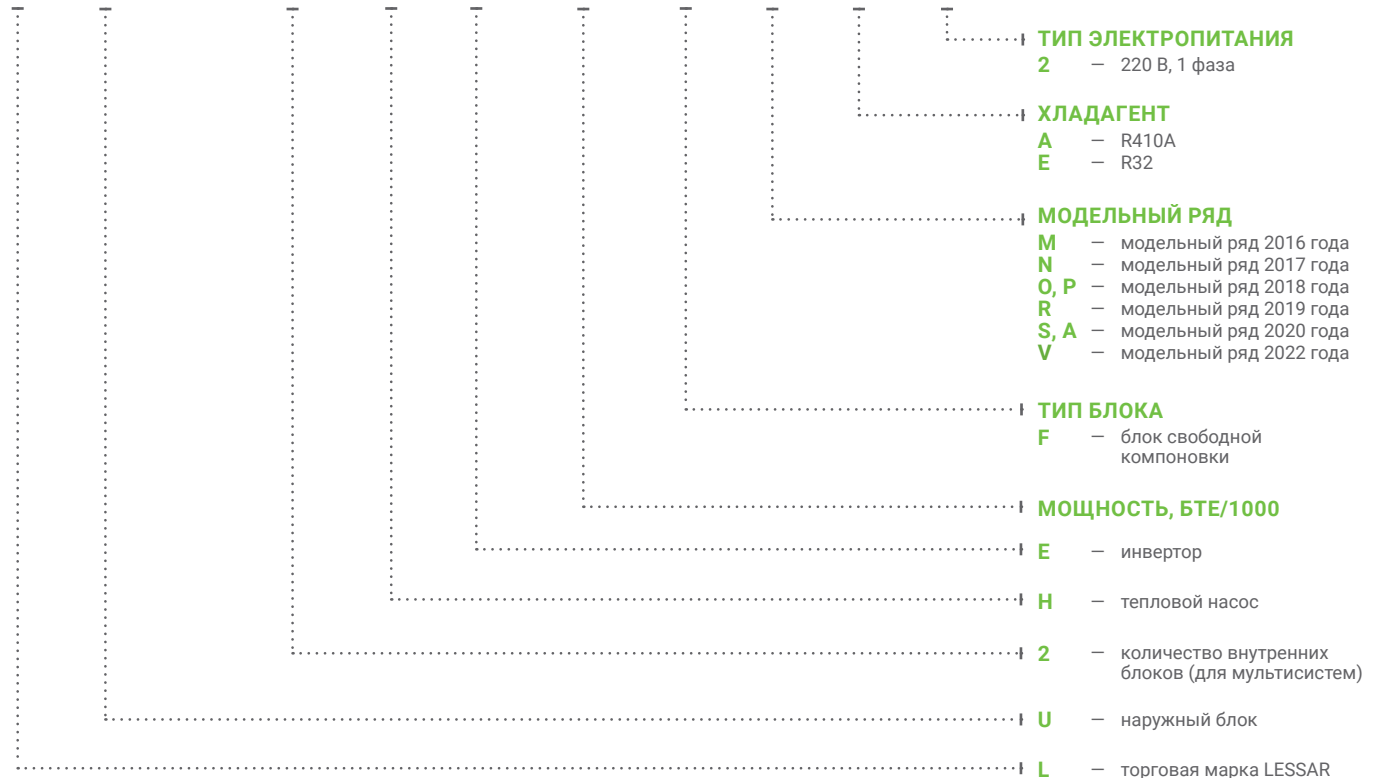 ТИП ЭЛЕКТРОПИТАНИЯ
2 — 220 В, 1 фаза
ХЛАДАГЕНТ
A — R410A
E — R32
МОДЕЛЬНЫЙ РЯД
M — модельный ряд 2016 года
N — модельный ряд 2017 года
O, P — модельный ряд 2018 года
R — модельный ряд 2019 года
S, A — модельный ряд 2020 года
V — модельный ряд 2022 года
ТИП БЛОКА
F — блок свободной
компоновки
МОЩНОСТЬ, БТЕ/1000
E — инвертор
H — тепловой насос
2 — количество внутренних
блоков (для мультисистем)
U — наружный блок
L — торговая марка LESSAR